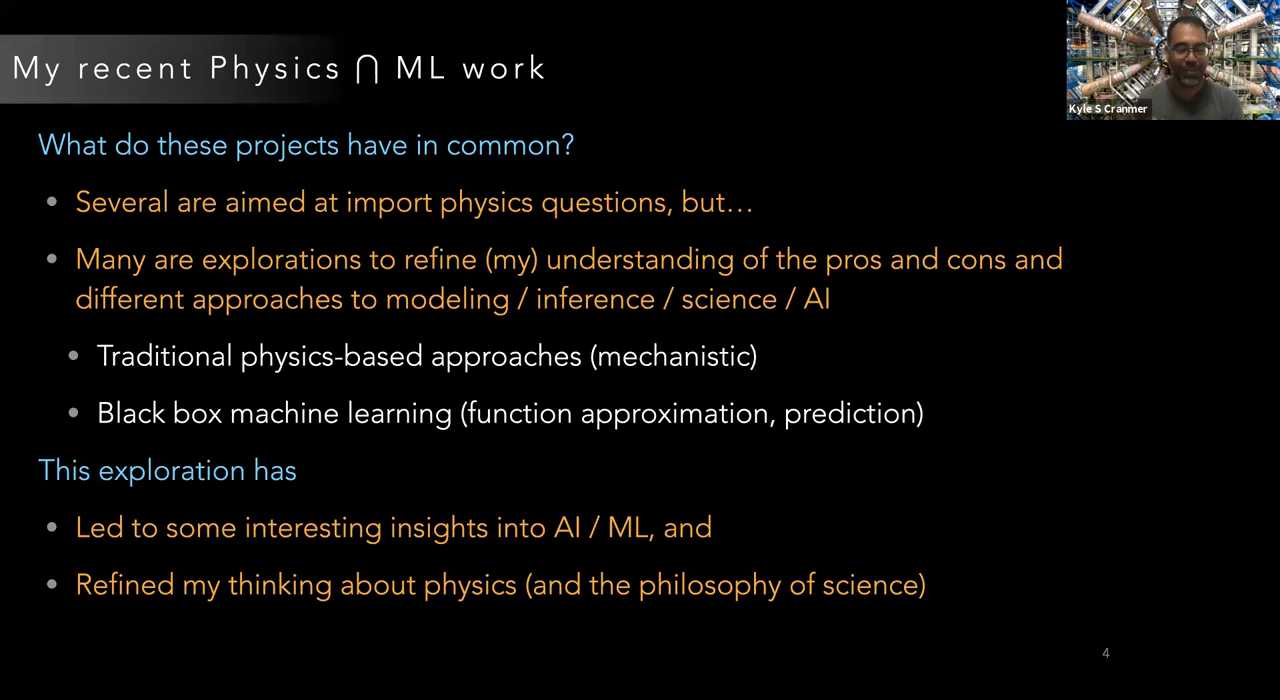 My recent Physics ⋂ ML work
Kyle S Cranmer
What do these projects have in common?
• Several are aimed at import physics questions, but…
• Many are explorations to refine (my) understanding of the pros and cons and
different approaches to modeling / inference / science / AI
• Traditional physics-based approaches (mechanistic)
• Black box machine learning (function approximation, prediction)
This exploration has
• Led to some interesting insights into AI / ML, and
• Refined my thinking about physics (and the philosophy of science)
4